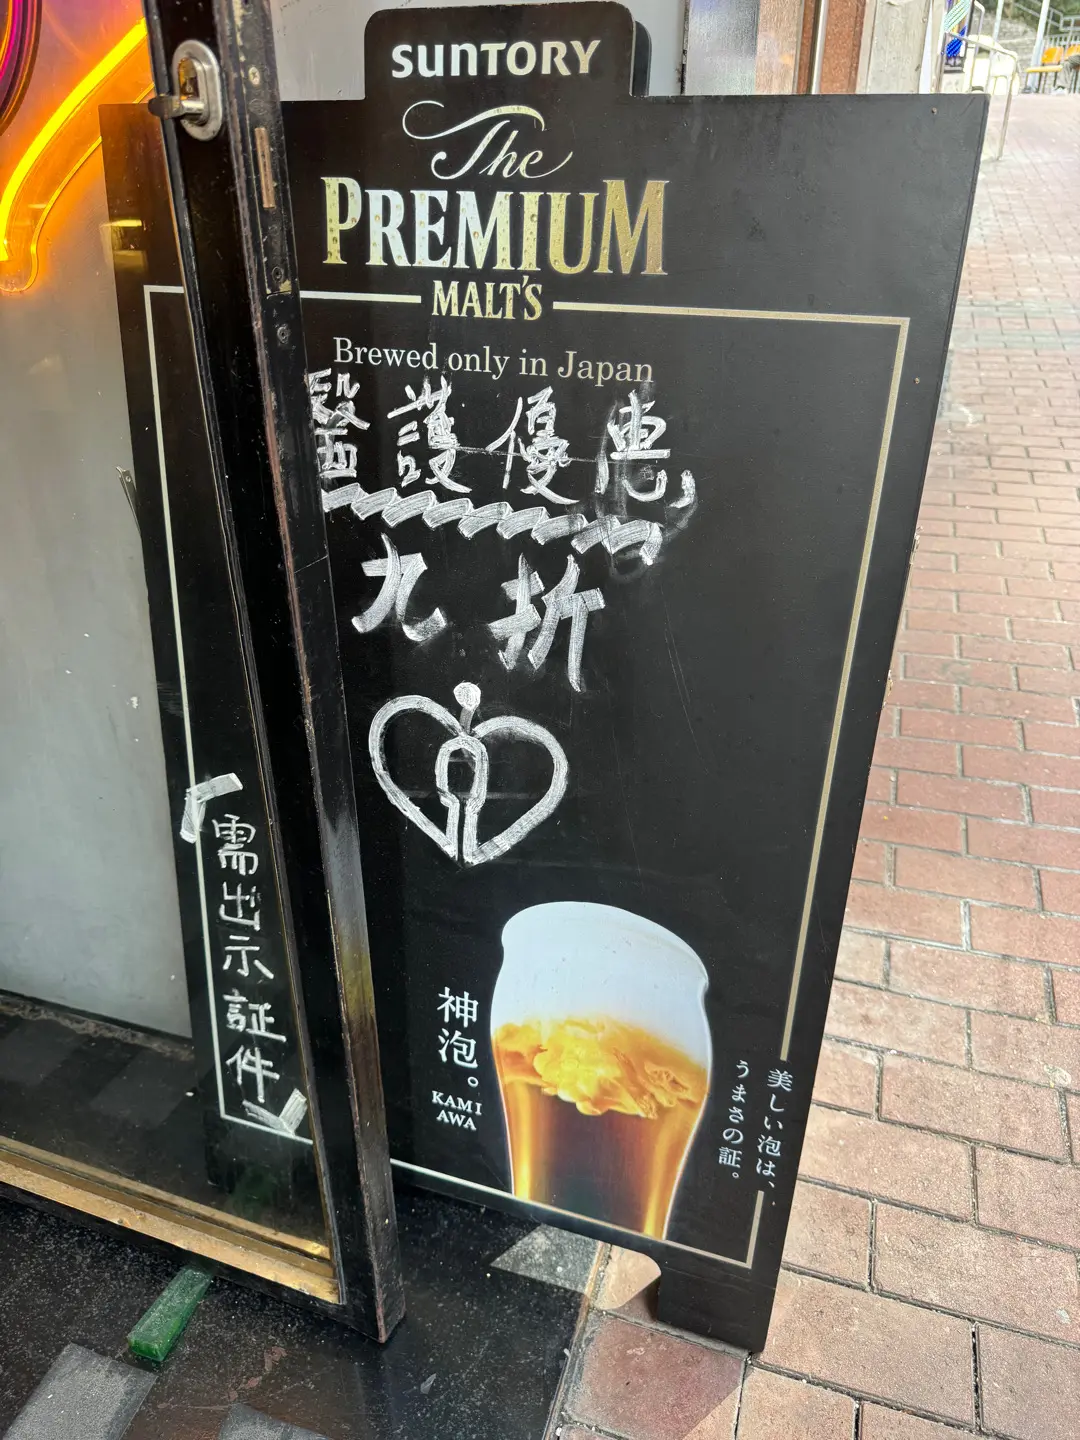 SUNTORY
The
PREMIUM
MALT'S
Brewed only in Japan
醫護優惠
九折
「需出示証件」
神泡。
KAMI
AWA
美しい泡は、
うまさの証。